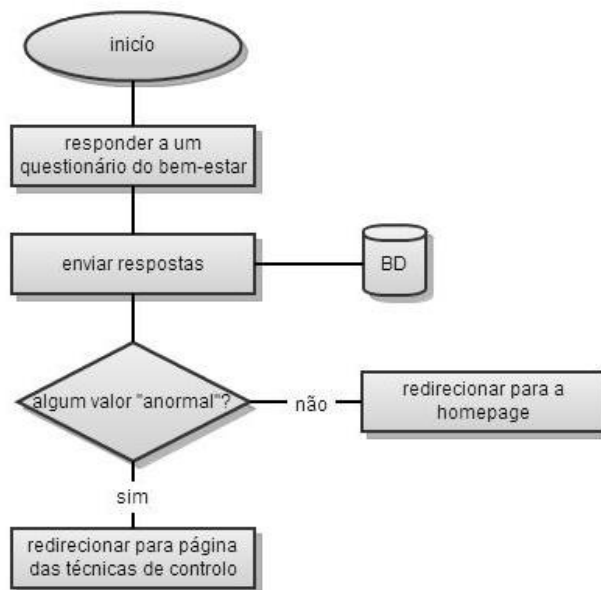 inicío
responder a um
questionário do bem-estar
enviar respostas
BD
algum valor "anormal"?
não
redirecionar para a
homepage
sim
redirecionar para página
das técnicas de controlo